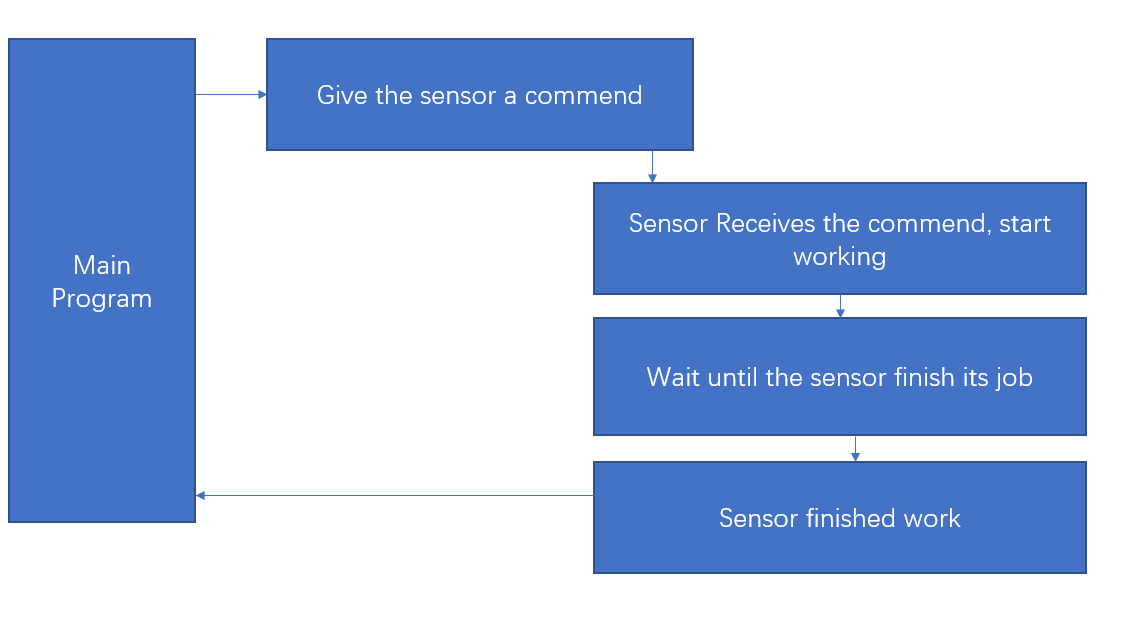 Give the sensor a commend
Sensor Receives the commend, start
working
Main
Program
Wait until the sensor finish its job
Sensor finished work